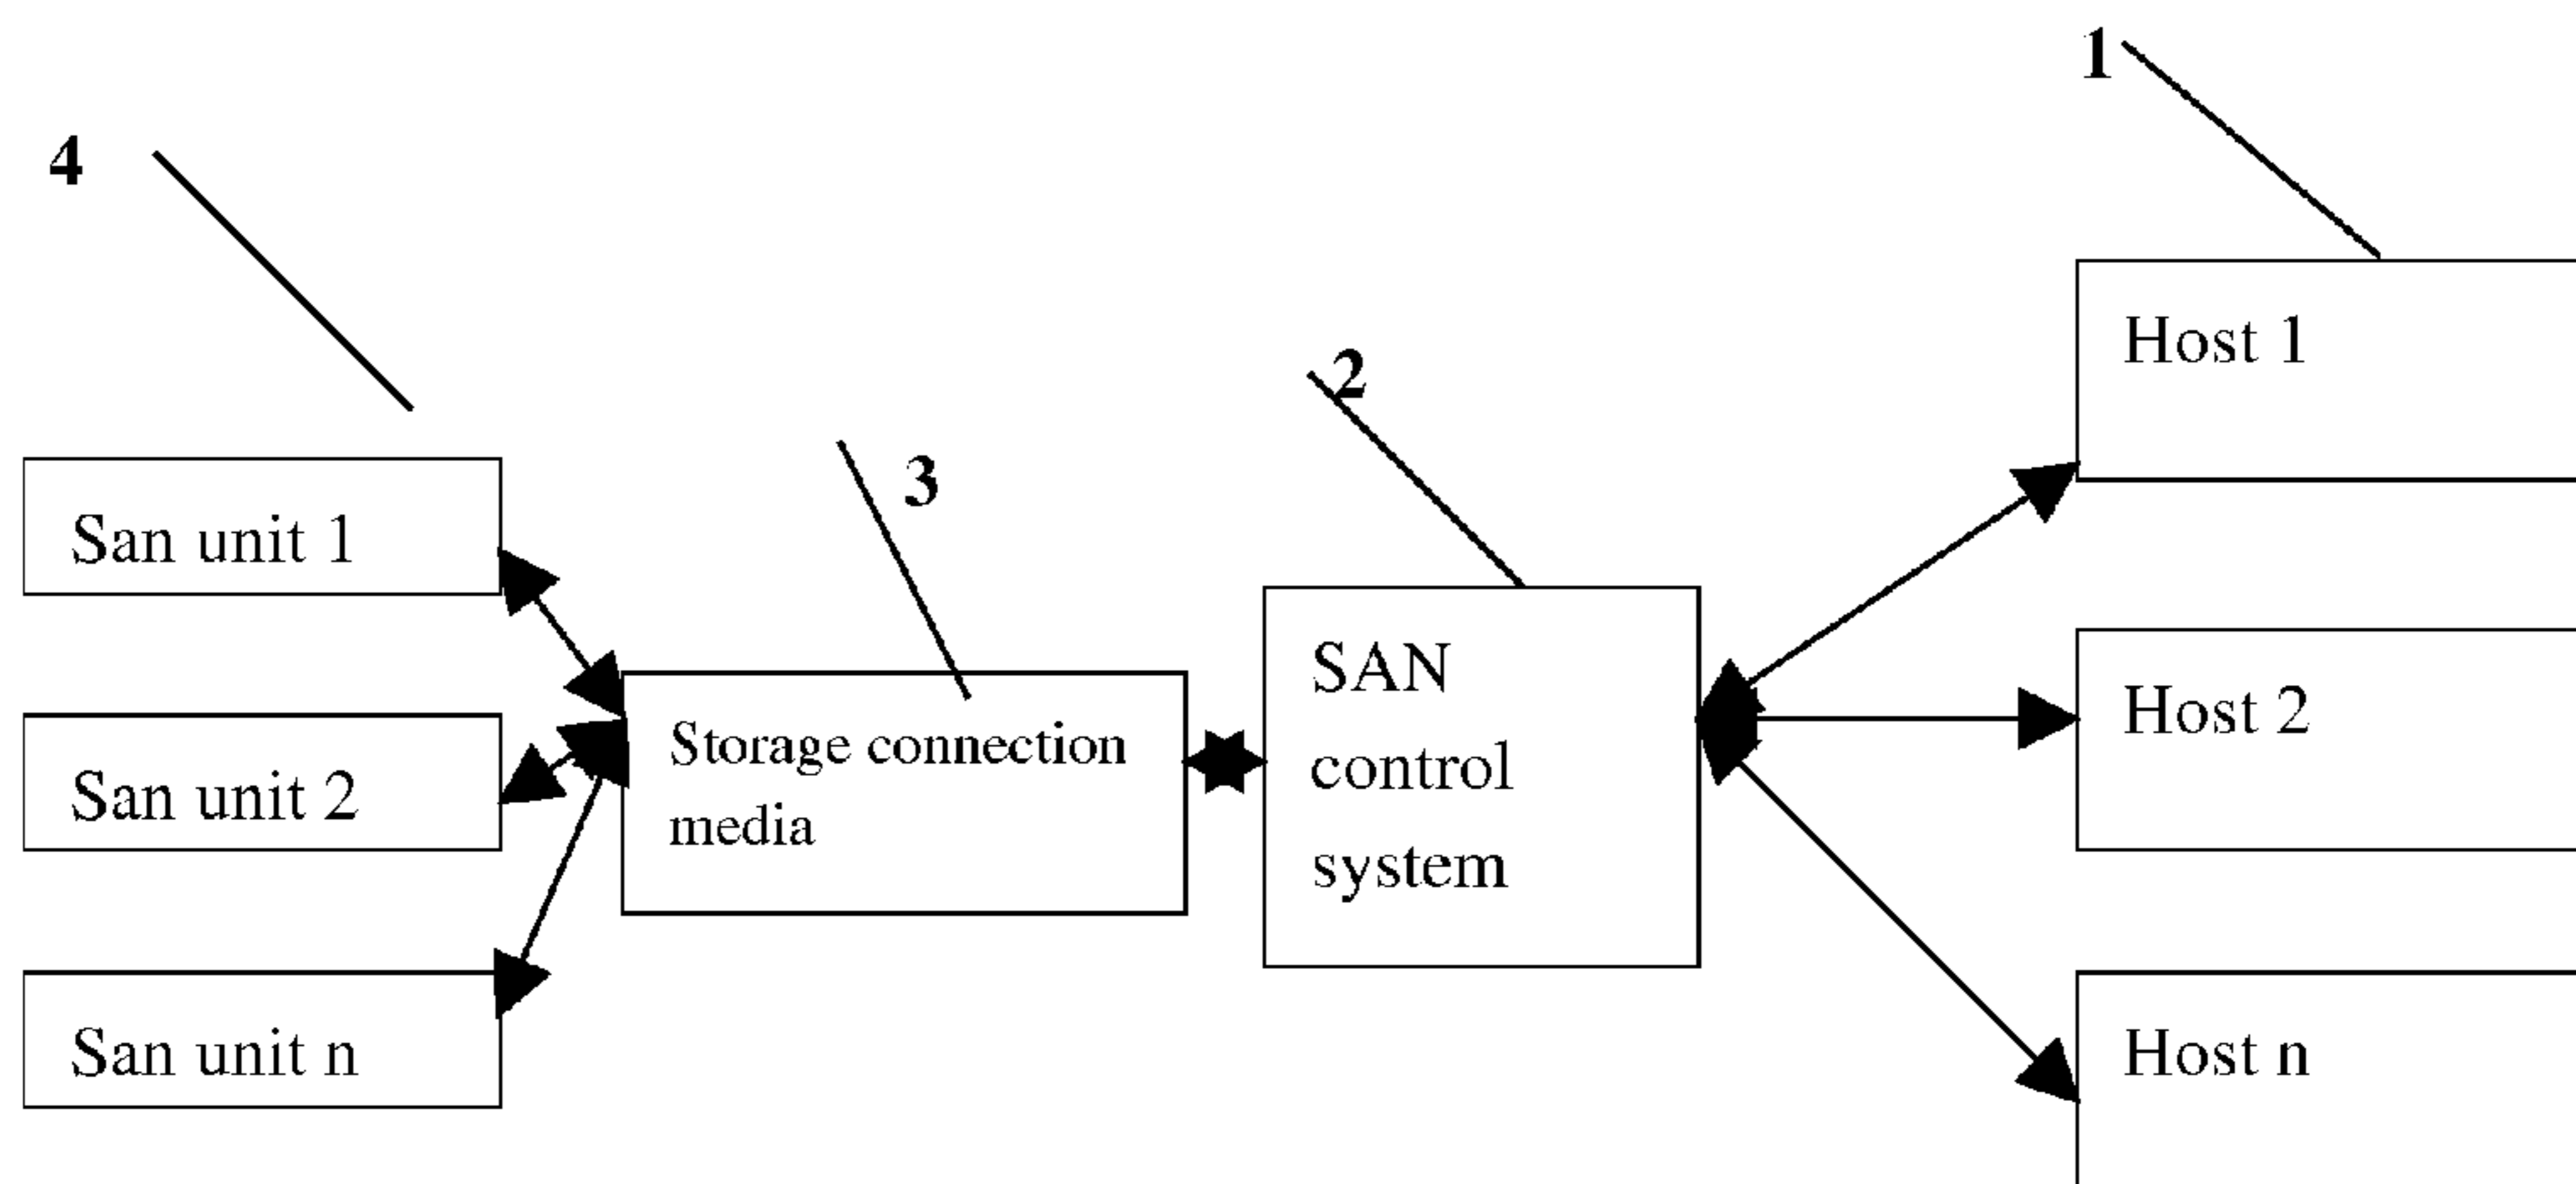 1
4
Host 1
2
3
San unit 1
SAN
control
system
Storage connection
media
Host 2
San unit 2
San unit n
Host n